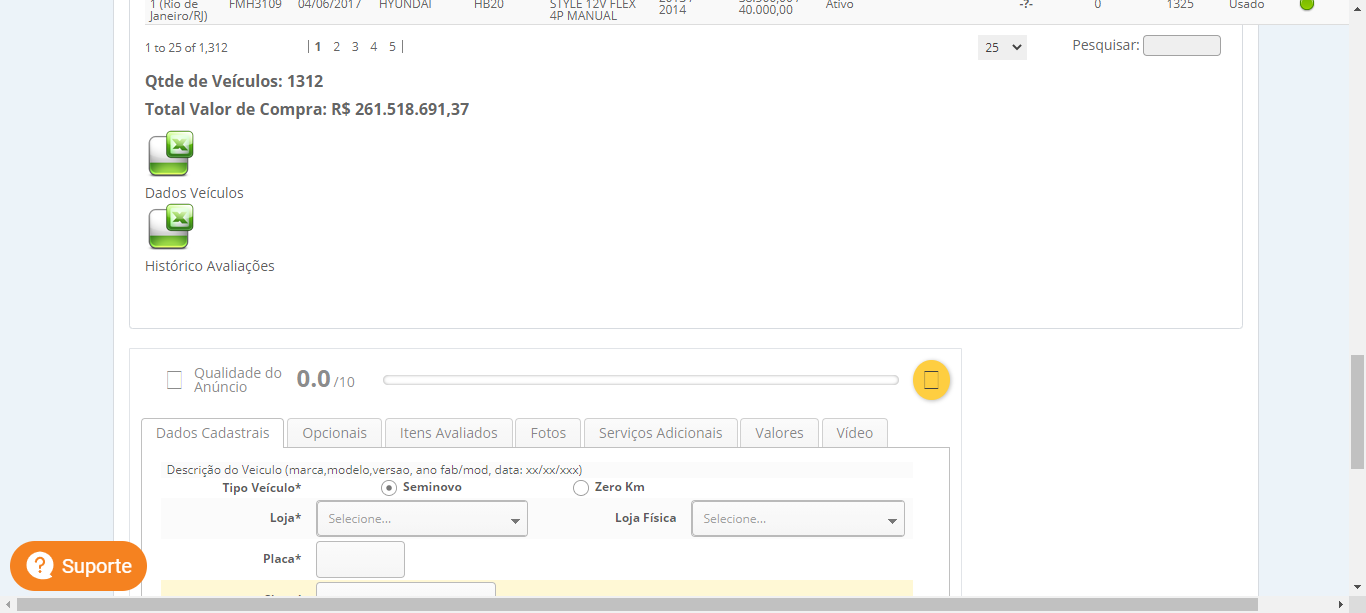 1 (Rio de Janeiro/RJ) FMH3109 04/06/2017 HYUNDAI HB20 STYLE 12V FLEX 4P MANUAL 2014 40.000,00 Ativo -?- 0 1325 Usado
1 to 25 of 1,312 | 1 2 3 4 5 | 25 Pesquisar:
Qtde de Veículos: 1312
Total Valor de Compra: R$ 261.518.691,37
Dados Veículos
Histórico Avaliações
Qualidade do Anúncio 0.0 /10
Dados Cadastrais Opcionais Itens Avaliados Fotos Serviços Adicionais Valores Vídeo
Descrição do Veiculo (marca,modelo,versao, ano fab/mod, data: xx/xx/xxx)
Tipo Veículo* Seminovo Zero Km
Loja* Selecione... Loja Física Selecione...
Placa*
Suporte